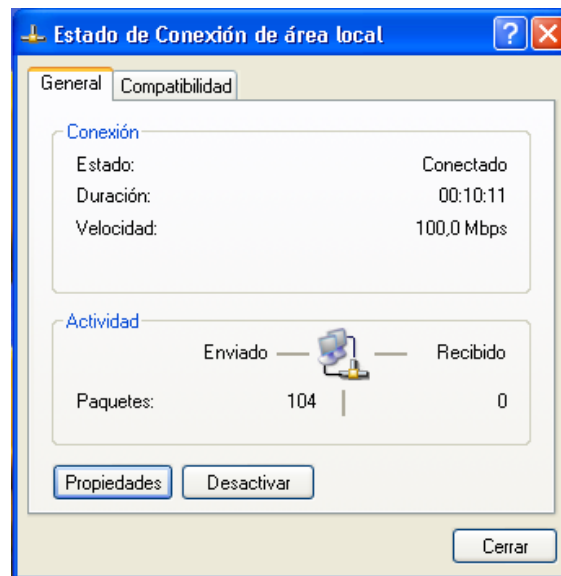 Estado de Conexión de área local
General Compatibilidad
Conexión
Estado: Conectado
Duración: 00:10:11
Velocidad: 100,0 Mbps
Actividad
Enviado Recibido
Paquetes: 104 0
Propiedades Desactivar
Cerrar